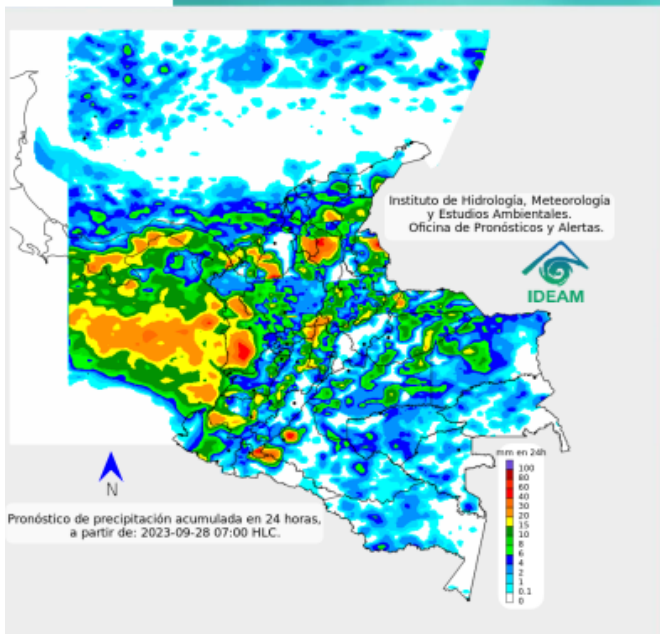 Instituto de Hidrología, Meteorología
y Estudios Ambientales.
Oficina de Pronósticos y Alertas.
IDEAM
N
Pronóstico de precipitación acumulada en 24 horas,
a partir de: 2023-09-28 07:00 HLC.
mm en 24h
100
80
60
40
30
20
15
10
8
6
4
2
1
0.1
0